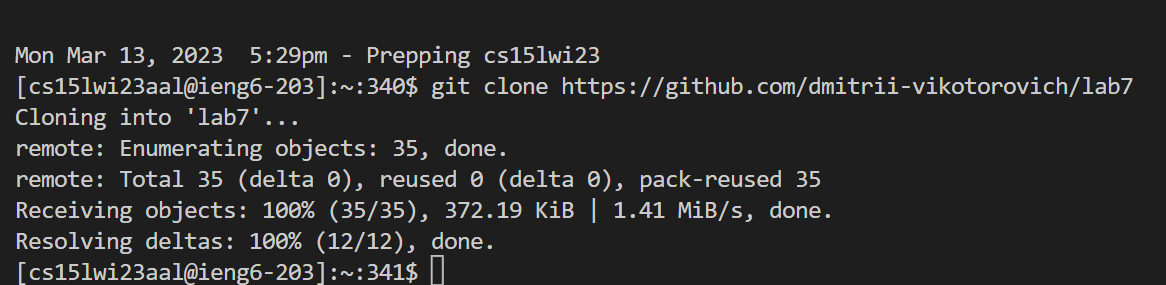 Mon Mar 13, 2023  5:29pm - Prepping cs15lwi23
[cs15lwi23aal@ieng6-203]:~:340$ git clone https://github.com/dmitrii-vikotorovich/lab7
Cloning into 'lab7'...
remote: Enumerating objects: 35, done.
remote: Total 35 (delta 0), reused 0 (delta 0), pack-reused 35
Receiving objects: 100% (35/35), 372.19 KiB | 1.41 MiB/s, done.
Resolving deltas: 100% (12/12), done.
[cs15lwi23aal@ieng6-203]:~:341$